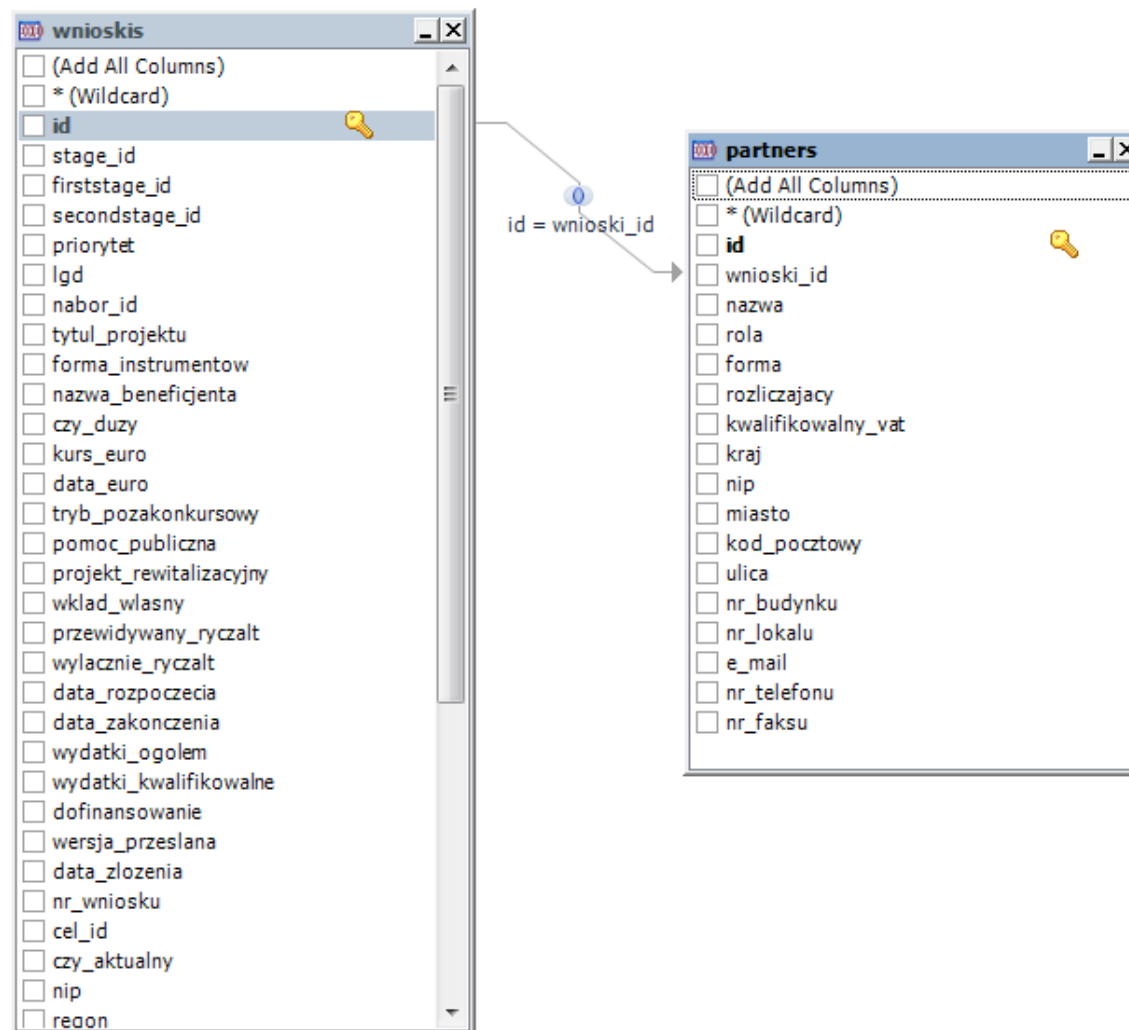 wnioskis
(Add All Columns)
* (Wildcard)
id
stage_id
firststage_id
secondstage_id
priorytet
lgd
nabor_id
tytul_projektu
forma_instrumentow
nazwa_beneficjenta
czy_duzy
kurs_euro
data_euro
tryb_pozakonkursowy
pomoc_publiczna
projekt_rewitalizacyjny
wklad_wlasny
przewidywany_ryczalt
wylacznie_ryczalt
data_rozpoczecia
data_zakonczenia
wydatki_ogolem
wydatki_kwalifikowalne
dofinansowanie
wersja_przeslana
data_zlozenia
nr_wniosku
cel_id
czy_aktualny
nip
regon
id = wnioski_id
partners
(Add All Columns)
* (Wildcard)
id
wnioski_id
nazwa
rola
forma
rozliczajacy
kwalifikowalny_vat
kraj
nip
miasto
kod_pocztowy
ulica
nr_budynku
nr_lokalu
e_mail
nr_telefonu
nr_faksu